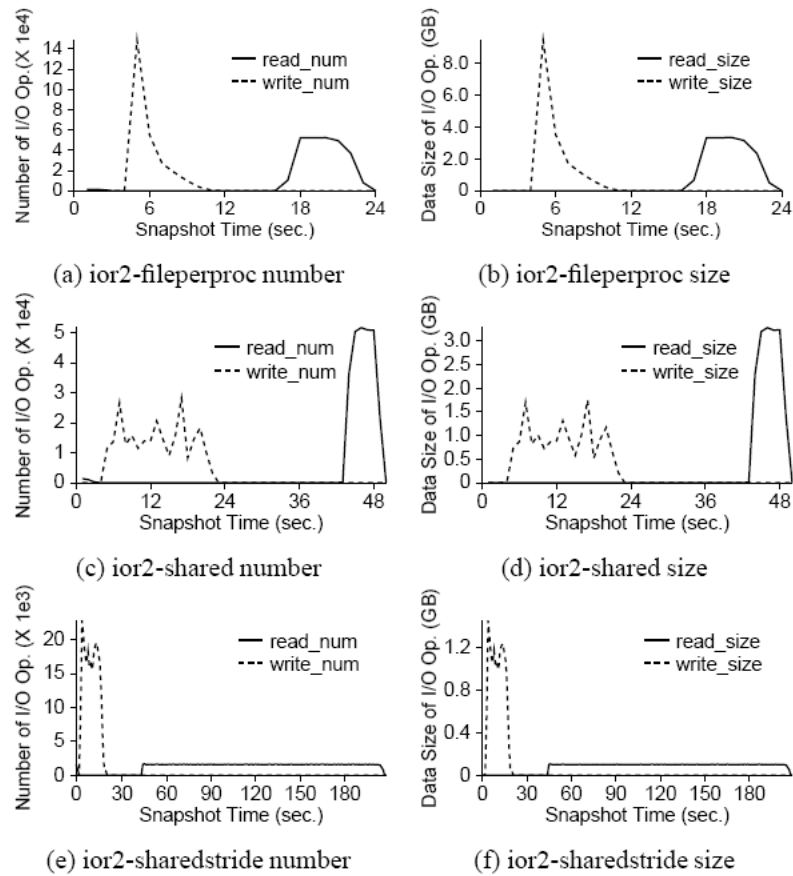 Number of I/O Op.(X 1e4)
14
12
10
8
6
4
2
0
read_num
write_num
0 6 12 18 24
Snapshot Time (sec.)
(a) ior2-fileperproc number
Data Size of I/O Op. (GB)
8.0
6.0
4.0
2.0
0
read_size
write_size
0 6 12 18 24
Snapshot Time (sec.)
(b) ior2-fileperproc size
Number of I/O Op. (X 1e4)
5
4
3
2
1
0
read_num
write_num
0 12 24 36 48
Snapshot Time (sec.)
(c) ior2-shared number
Data Size of I/O Op. (GB)
3.0
2.5
2.0
1.5
1.0
0.5
0
read_size
write_size
0 12 24 36 48
Snapshot Time (sec.)
(d) ior2-shared size
Number of I/O Op. (X 1e3)
20
15
10
5
0
read_num
write_num
0 30 60 90 120 150 180
Snapshot Time (sec.)
(e) ior2-sharedstride number
Data Size of I/O Op. (GB)
1.2
0.8
0.4
0
read_size
write_size
0 30 60 90 120 150 180
Snapshot Time (sec.)
(f) ior2-sharedstride size